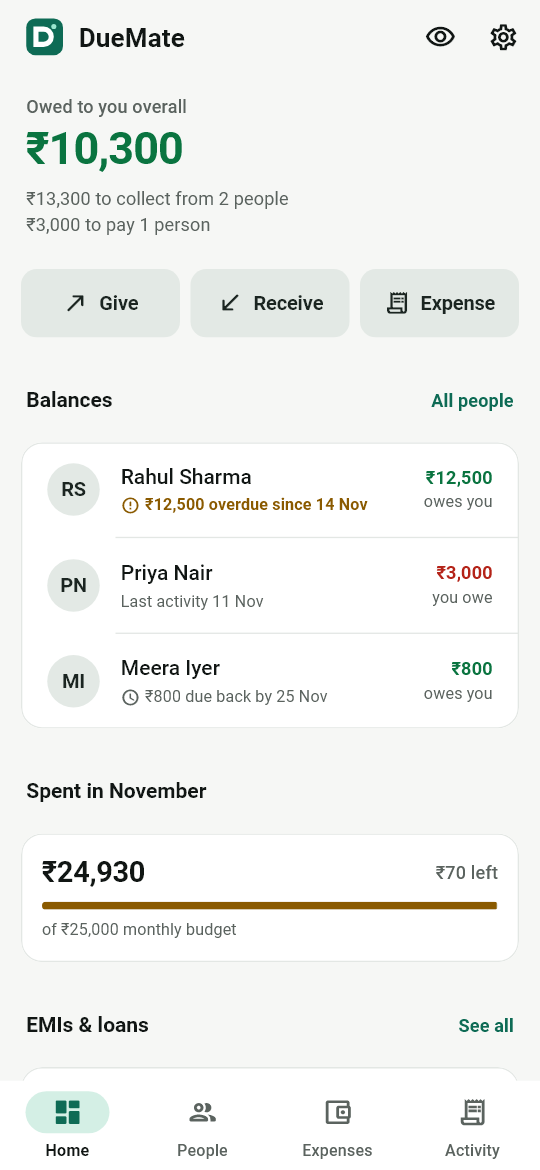 DueMate
Owed to you overall
₹10,300
₹13,300 to collect from 2 people
₹3,000 to pay 1 person
Give
Receive
Expense
Balances
All people
RS
Rahul Sharma
₹12,500
₹12,500 overdue since 14 Nov
owes you
PN
Priya Nair
₹3,000
Last activity 11 Nov
you owe
MI
Meera Iyer
₹800
₹800 due back by 25 Nov
owes you
Spent in November
₹24,930
₹70 left
of ₹25,000 monthly budget
EMIs & loans
See all
Home
People
Expenses
Activity